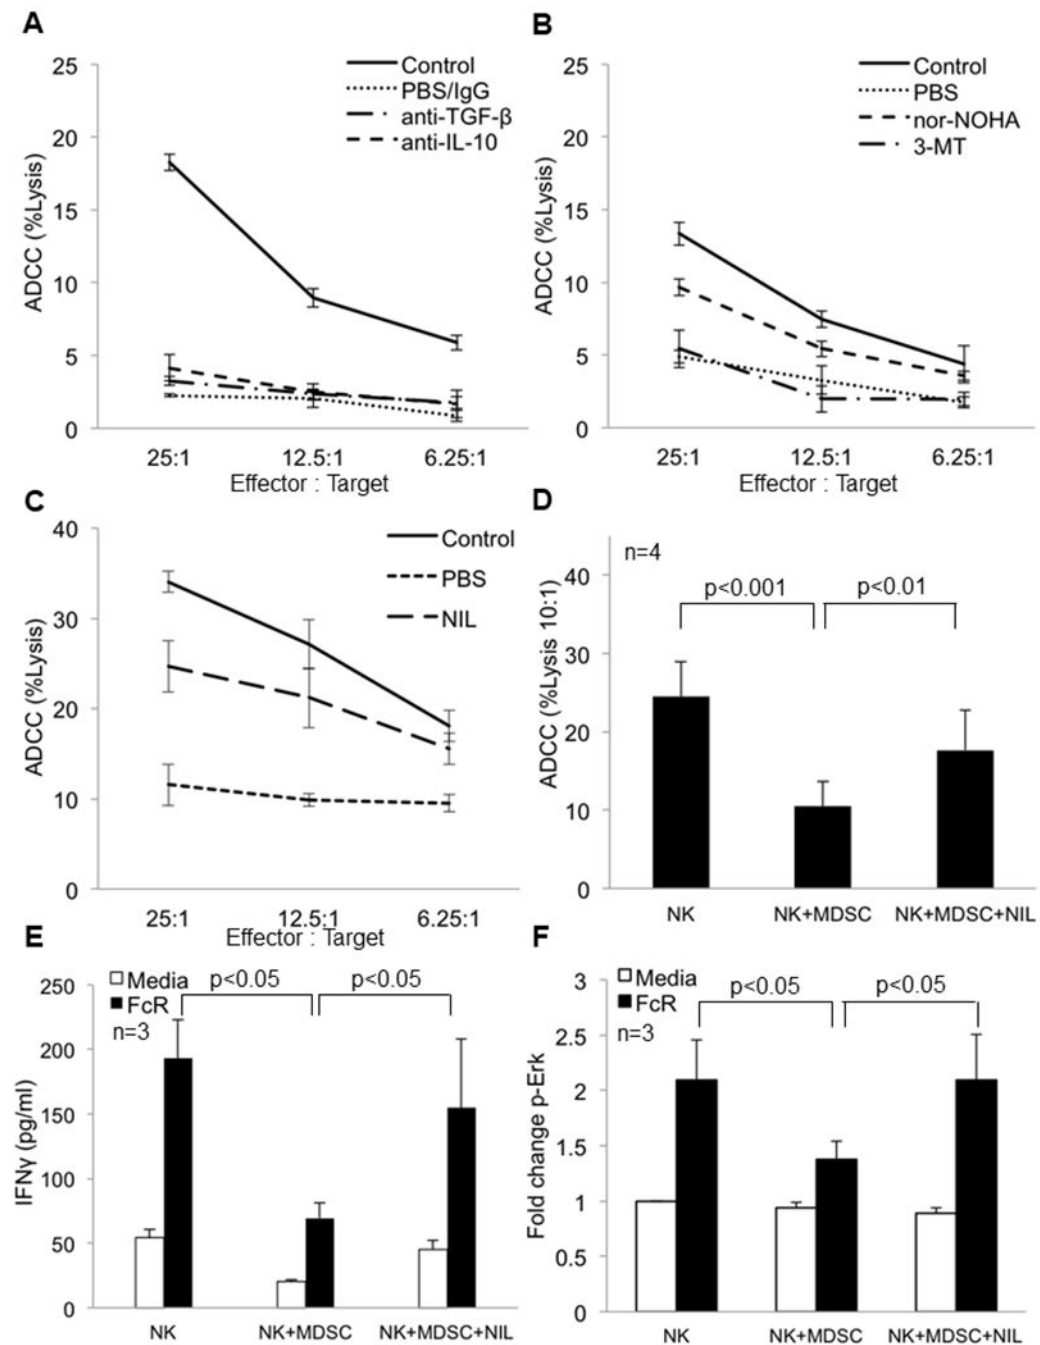 A
25
20
15
10
5
0
ADCC (%Lysis)
Control
PBS/IgG
anti-TGF-β
anti-IL-10
25:1 12.5:1 6.25:1
Effector : Target
B
25
20
15
10
5
0
ADCC (%Lysis)
Control
PBS
nor-NOHA
3-MT
25:1 12.5:1 6.25:1
Effector : Target
C
40
30
20
10
0
ADCC (%Lysis)
Control
PBS
NIL
25:1 12.5:1 6.25:1
Effector : Target
D
n=4
40
30
20
10
0
ADCC (%Lysis 10:1)
p<0.001 p<0.01
NK NK+MDSC NK+MDSC+NIL
E
Media
FcR
n=3
250
200
150
100
50
0
IFNγ (pg/ml)
p<0.05 p<0.05
NK NK+MDSC NK+MDSC+NIL
F
Media
FcR
n=3
3
2.5
2
1.5
1
0.5
0
Fold change p-Erk
p<0.05 p<0.05
NK NK+MDSC NK+MDSC+NIL